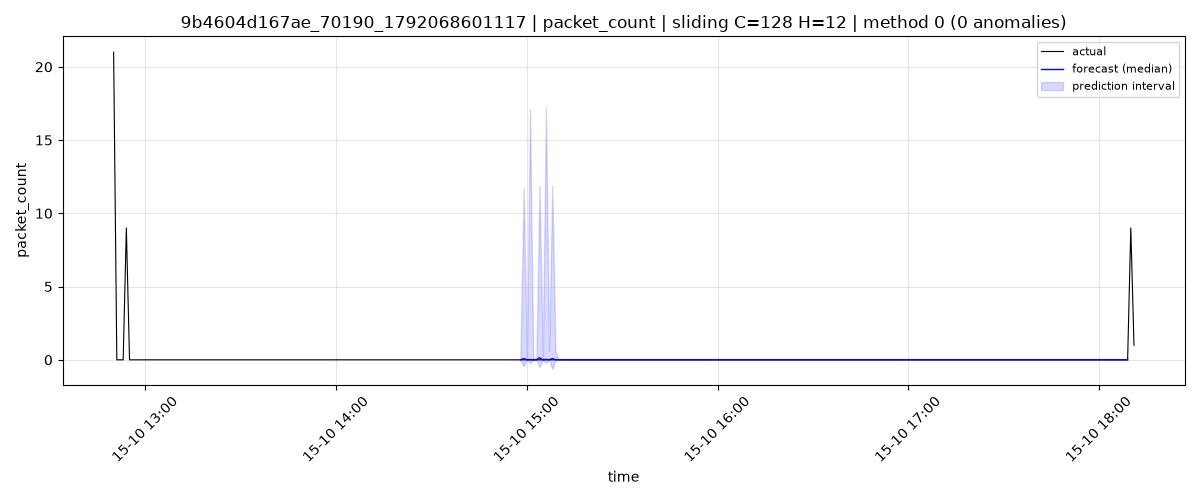 9b4604d167ae_70190_1792068601117 | packet_count | sliding C=128 H=12 | method 0 (0 anomalies)
actual
forecast (median)
prediction interval
packet_count
20
15
10
5
0
15-10 13:00
15-10 14:00
15-10 15:00
15-10 16:00
15-10 17:00
15-10 18:00
time